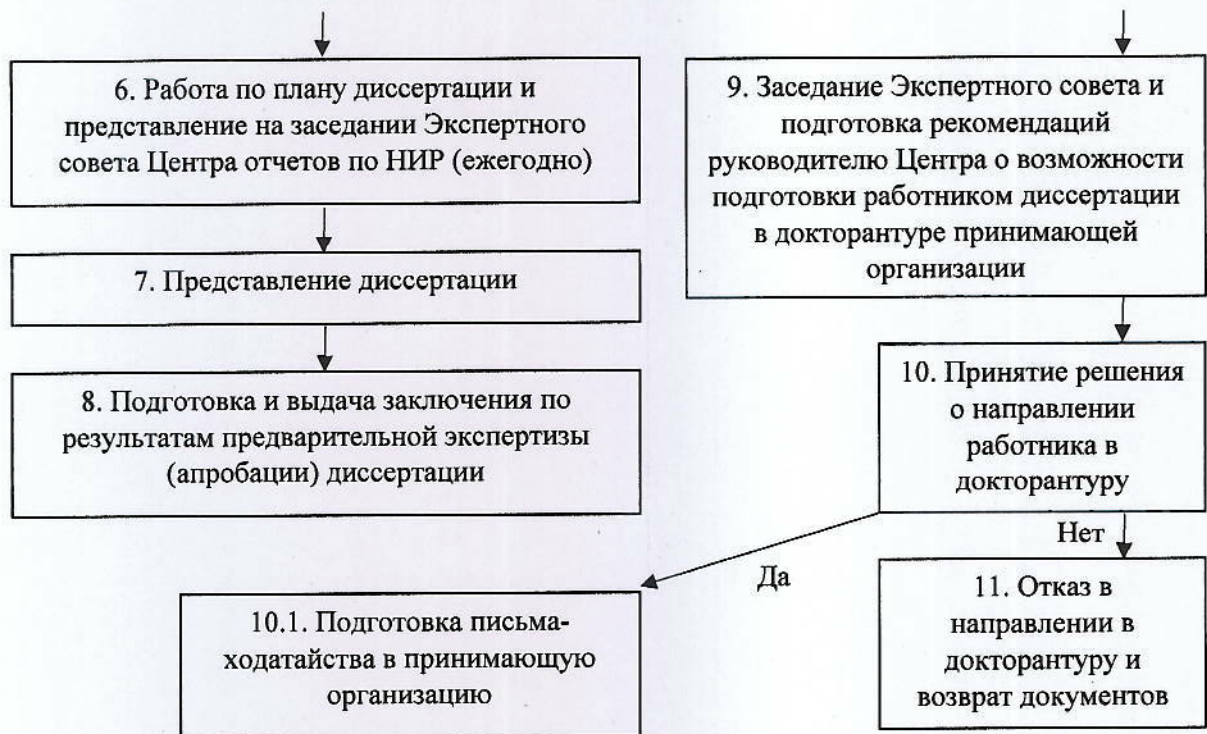 6. Работа по плану диссертации и
представление на заседании Экспертного
совета Центра отчетов по НИР (ежегодно)
7. Представление диссертации
8. Подготовка и выдача заключения по
результатам предварительной экспертизы
(апробации) диссертации
9. Заседание Экспертного совета и
подготовка рекомендаций
руководителю Центра о возможности
подготовки работником диссертации
в докторантуре принимающей
организации
10. Принятие решения
о направлении
работника в
докторантуру
Нет
Да
10.1. Подготовка письма-
ходатайства в принимающую
организацию
11. Отказ в
направлении в
докторантуру и
возврат документов